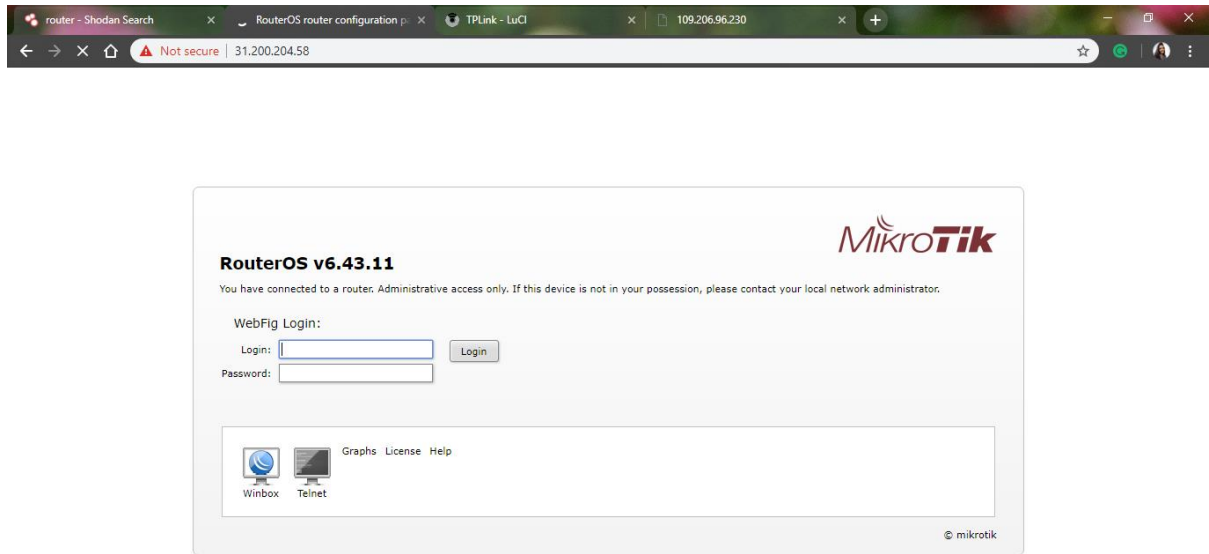 router - Shodan Search
RouterOS router configuration pa
TPLink - LuCI
109.206.96.230
Not secure | 31.200.204.58
MikroTik
RouterOS v6.43.11
You have connected to a router. Administrative access only. If this device is not in your possession, please contact your local network administrator.
WebFig Login:
Login:
Login
Password:
Graphs License Help
Winbox Telnet
© mikrotik